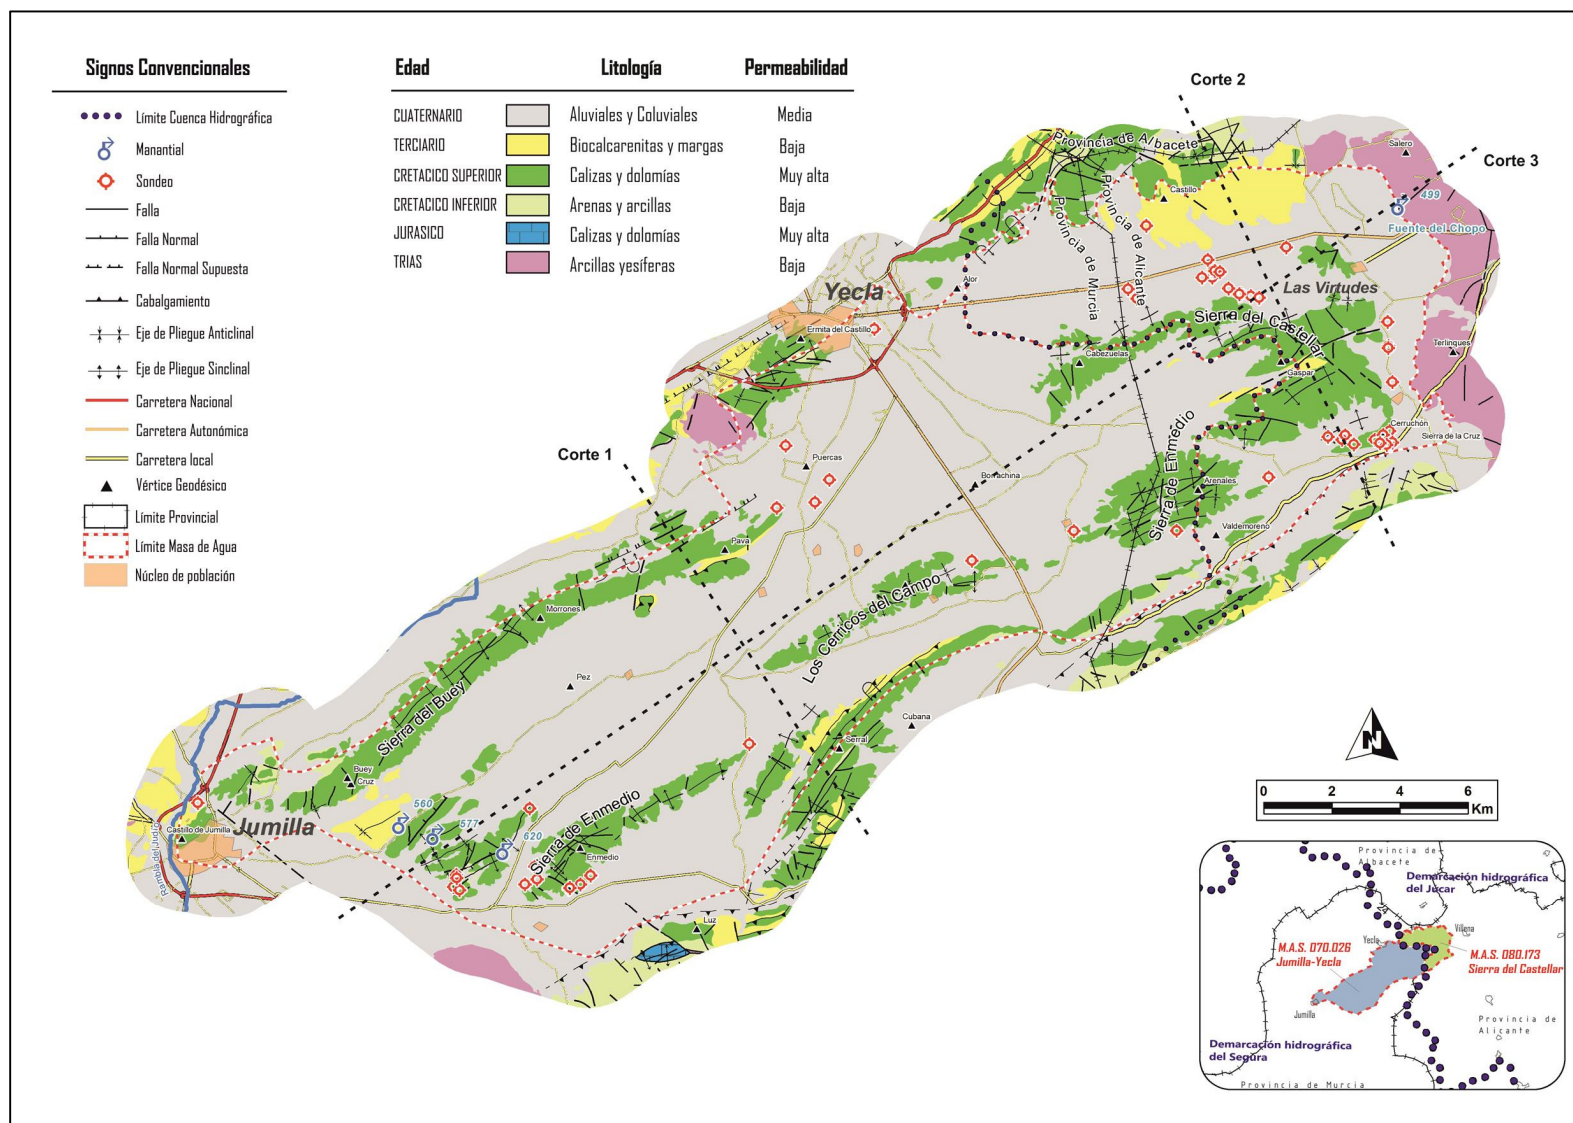 Signos Convencionales
Límite Cuenca Hidrográfica
Manantial
Sondeo
Falla
Falla Normal
Falla Normal Supuesta
Cabalgamiento
Eje de Pliegue Anticlinal
Eje de Pliegue Sinclinal
Carretera Nacional
Carretera Autonómica
Carretera local
Vértice Geodésico
Límite Provincial
Límite Masa de Agua
Núcleo de población
Edad Litología Permeabilidad
CUATERNARIO Aluviales y Coluviales Media
TERCIARIO Biocalcarenitas y margas Baja
CRETACICO SUPERIOR Calizas y dolomías Muy alta
CRETACICO INFERIOR Arenas y arcillas Baja
JURASICO Calizas y dolomías Muy alta
TRIAS Arcillas yesíferas Baja
Corte 2
Corte 3
Provincia de Albacete
Salero
Castillo
499
Fuente del Chopo
Provincia de Alicante
Provincia de Murcia
Yecla
Alor
Las Virtudes
Ermita del Castillo
Sierra del Castellar
Cabezuelas
Gaspar
Terlinques
Cerruchón
Sierra de la Cruz
Corte 1
Puercas
Borrachina
Sierra de Enmedio
Arenales
Valdemoreno
Pava
Morrones
Los Cerricos del Campo
Pez
Sierra del Buey
Cubana
Serral
Buey
Cruz
560
577
620
Jumilla
Castillo de Jumilla
Rambla del Judío
Sierra de Enmedio
Enmedio
Luz
N
0 2 4 6
Km
Provincia de
Albacete
Demarcación hidrográfica
del Júcar
M.A.S. 070.026
Jumilla-Yecla
Yecla
Villena
M.A.S. 080.173
Sierra del Castellar
Jumilla
Provincia de
Alicante
Demarcación hidrográfica
del Segura
Provincia de Murcia